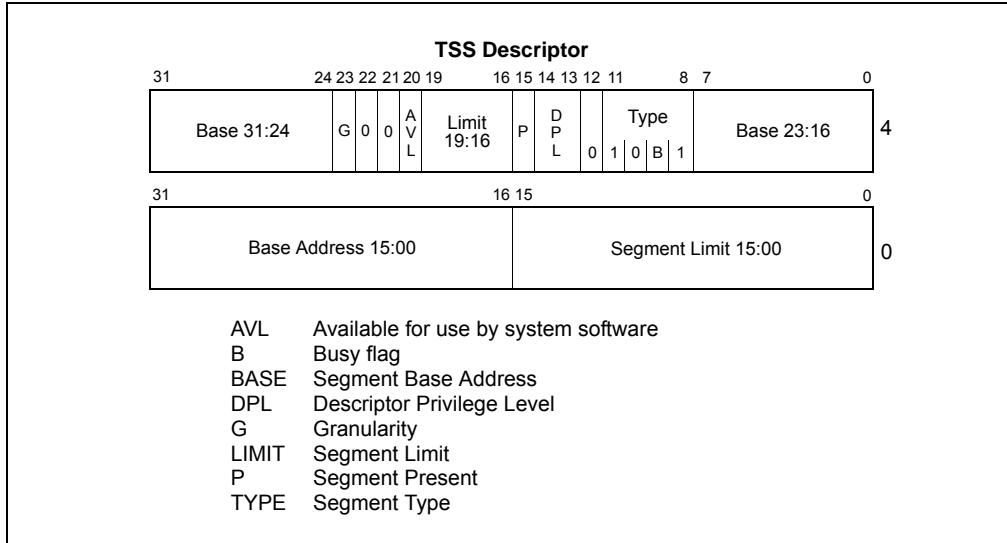 TSS Descriptor
31 24 23 22 21 20 19 16 15 14 13 12 11 8 7 0
Base 31:24 G 0 0 AVL Limit 19:16 P DPL 0 Type 1 0 B 1 Base 23:16 4
31 16 15 0
Base Address 15:00 Segment Limit 15:00 0
AVL Available for use by system software
B Busy flag
BASE Segment Base Address
DPL Descriptor Privilege Level
G Granularity
LIMIT Segment Limit
P Segment Present
TYPE Segment Type